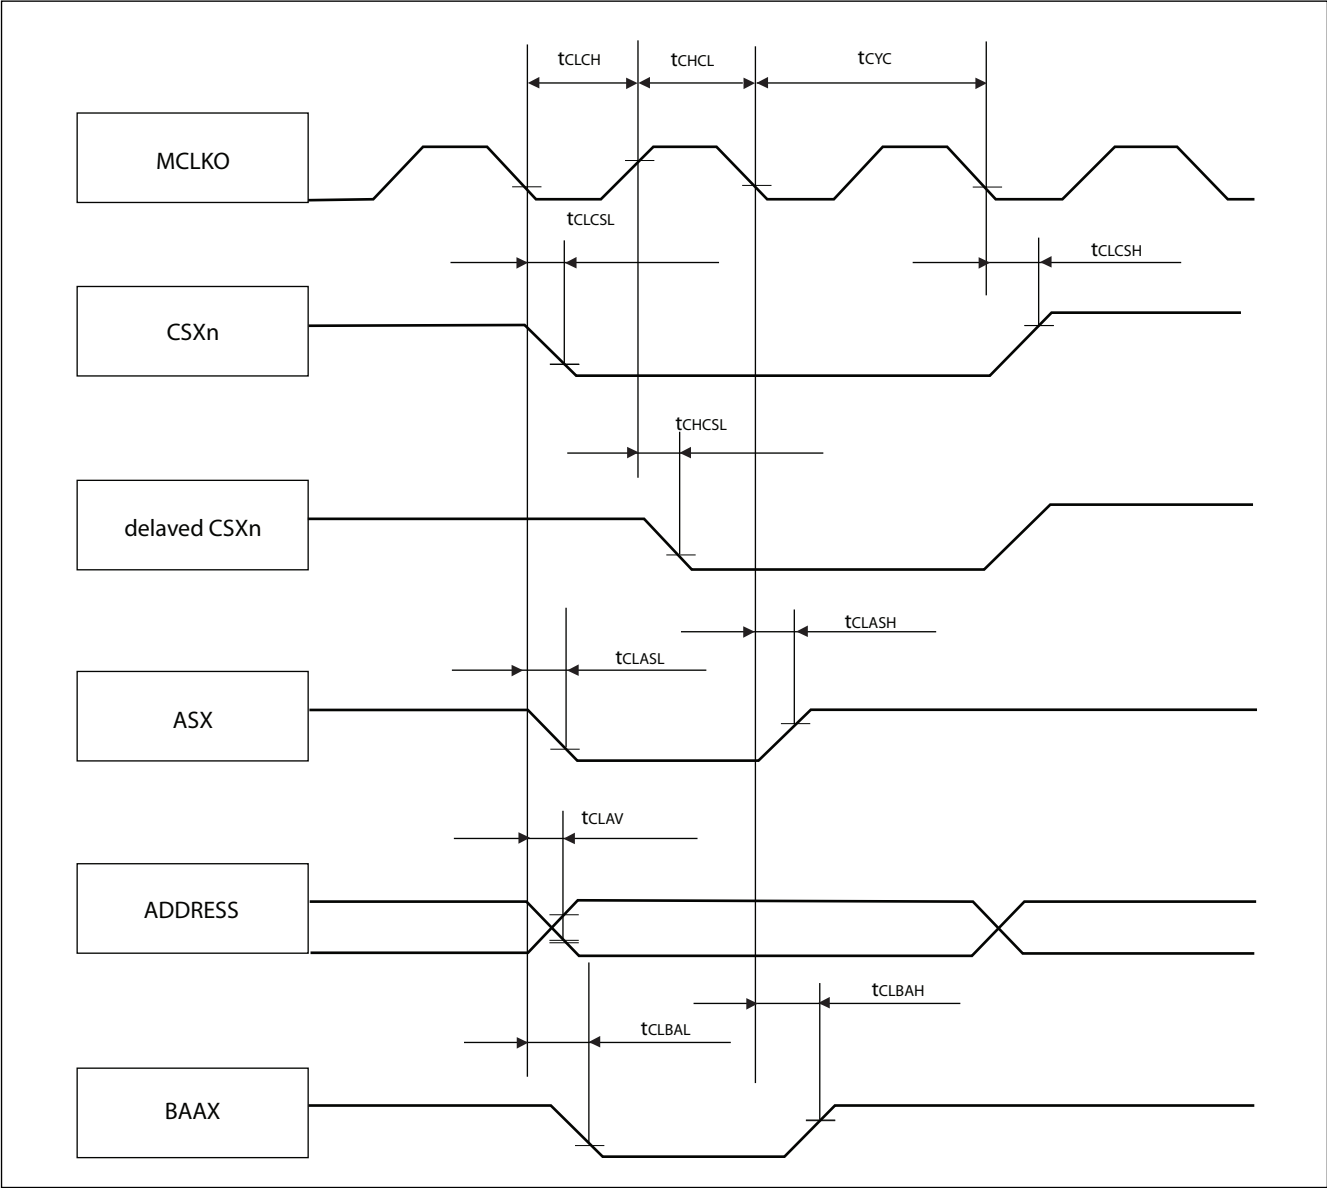 tCLCH
tCHCL
tCYC
MCLKO
tCLCSL
tCLCSH
CSXn
tCHCSL
delaved CSXn
tCLASH
tCLASL
ASX
tCLAV
ADDRESS
tCLBAH
tCLBAL
BAAX